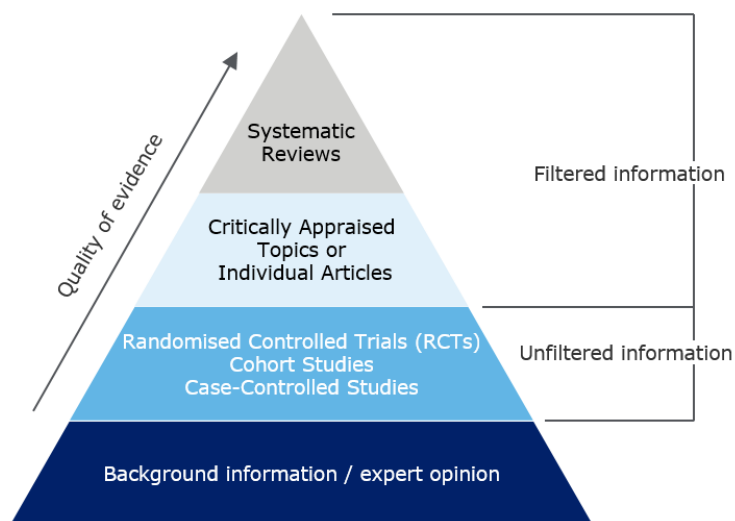 Systematic
Reviews
Filtered information
Quality of evidence
Critically Appraised
Topics or
Individual Articles
Randomised Controlled Trials (RCTs)
Cohort Studies
Case-Controlled Studies
Unfiltered information
Background information / expert opinion